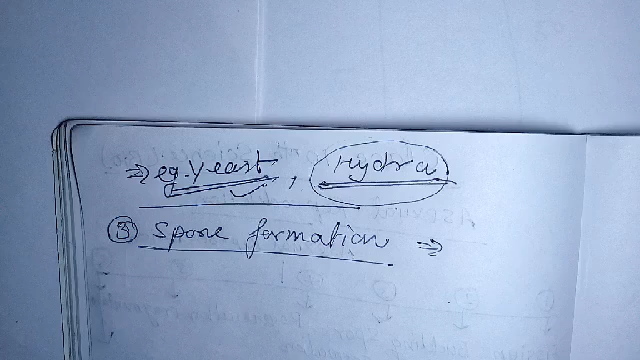 ⇒ eg. Yeast, Hydra
③ Spore formation ⇒